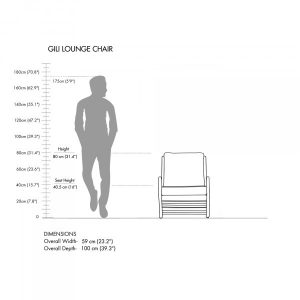 GILI LOUNGE CHAIR
180cm (70.8")
175cm (5'9")
160cm (62.9")
140cm (55.1")
120cm (47.2")
100cm (39.3")
Height
80 cm (31.4")
80cm (31.4")
60cm (23.6")
Seat Height
40.5 cm (16")
40cm (15.7")
20cm (7.8")
0
DIMENSIONS
Overall Width- 59 cm (23.2")
Overall Depth- 100 cm (39.3")